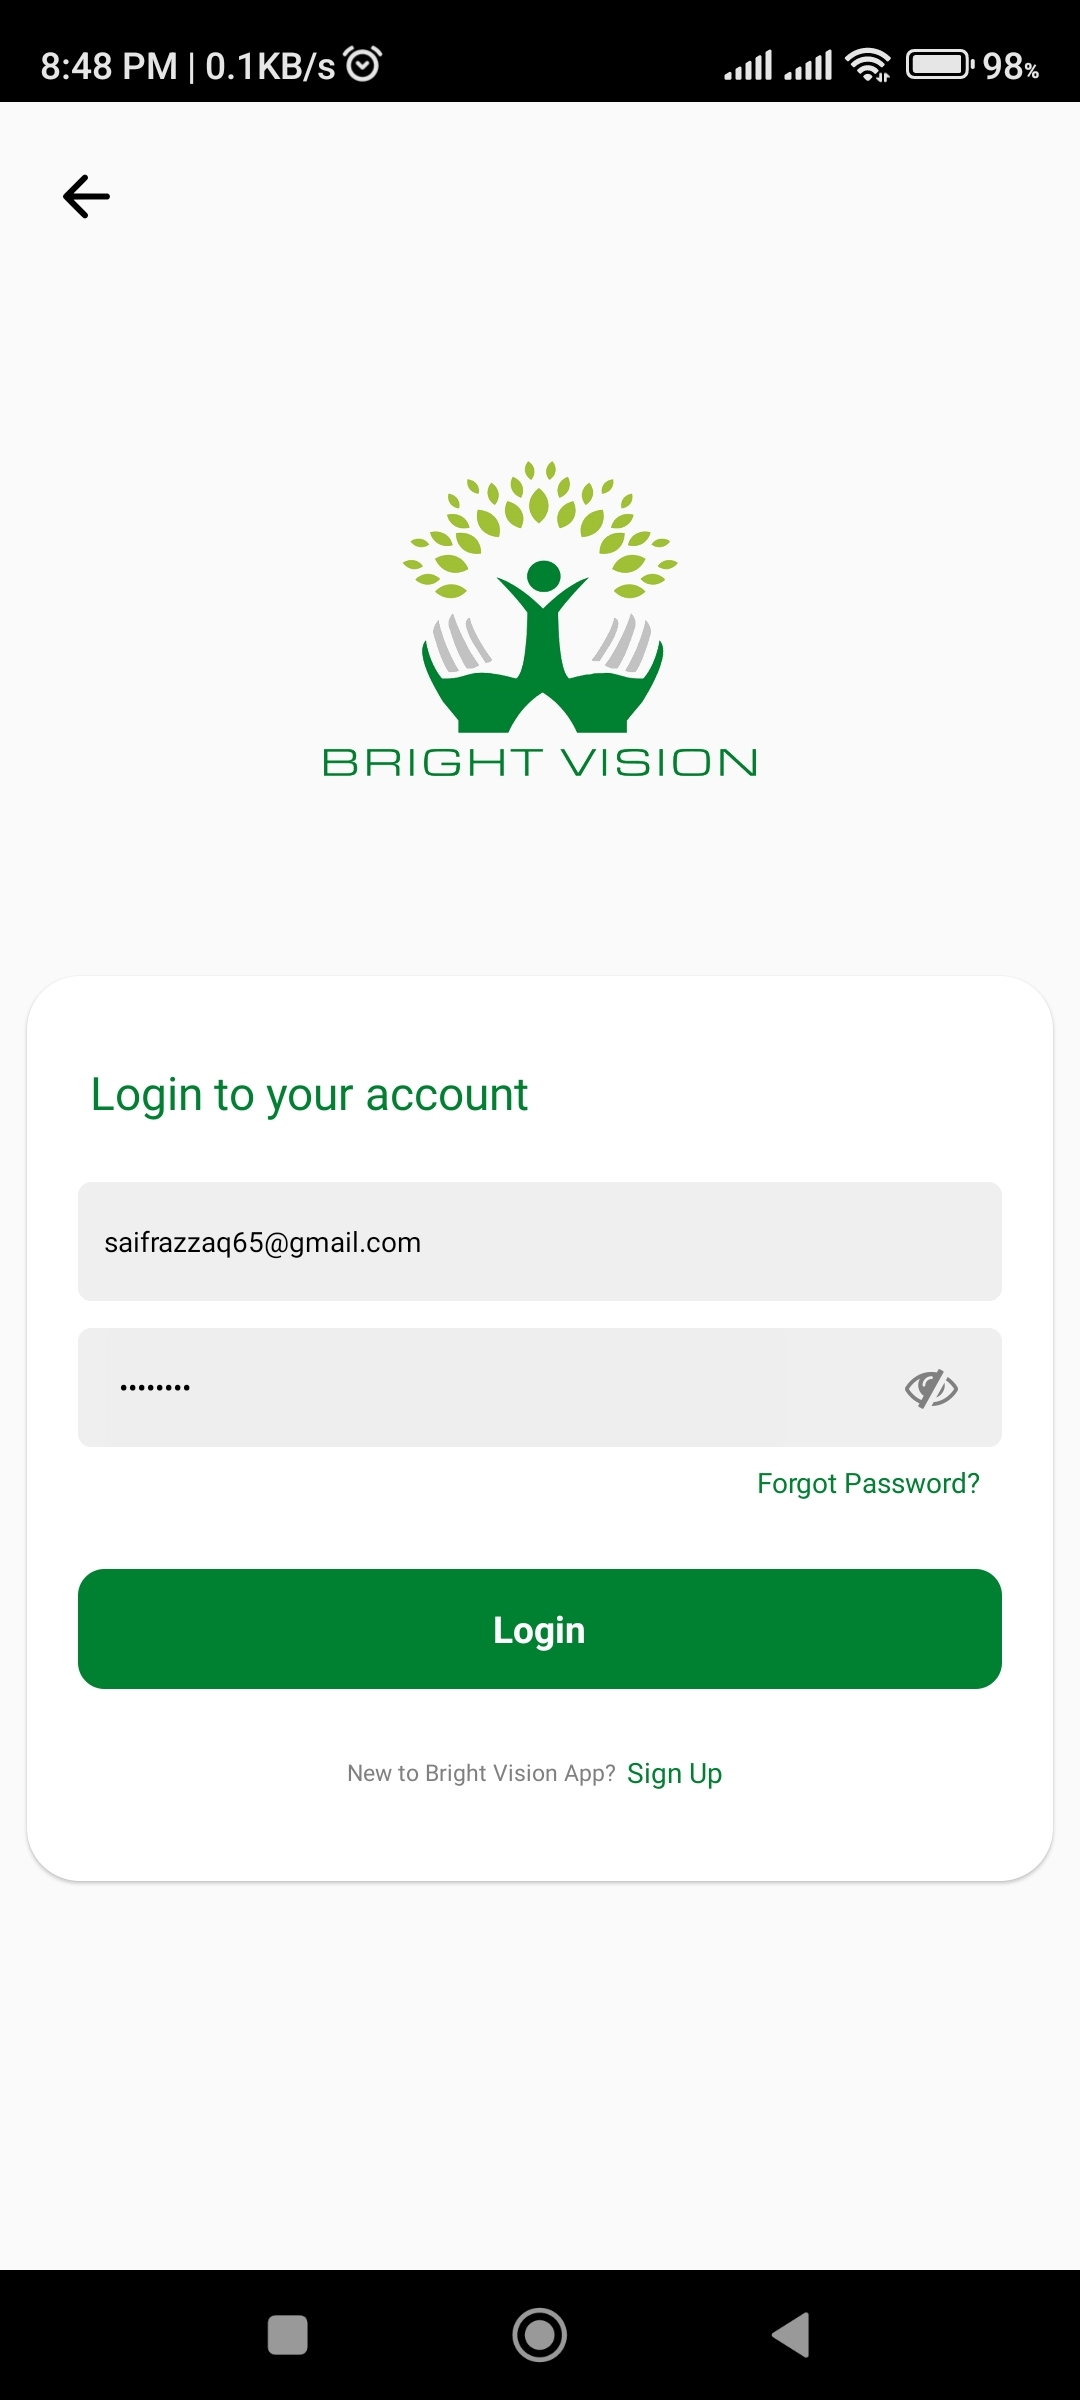 8:48 PM | 0.1KB/s 98%
BRIGHT VISION
Login to your account
saifrazzaq65@gmail.com
••••••••
Forgot Password?
Login
New to Bright Vision App? Sign Up